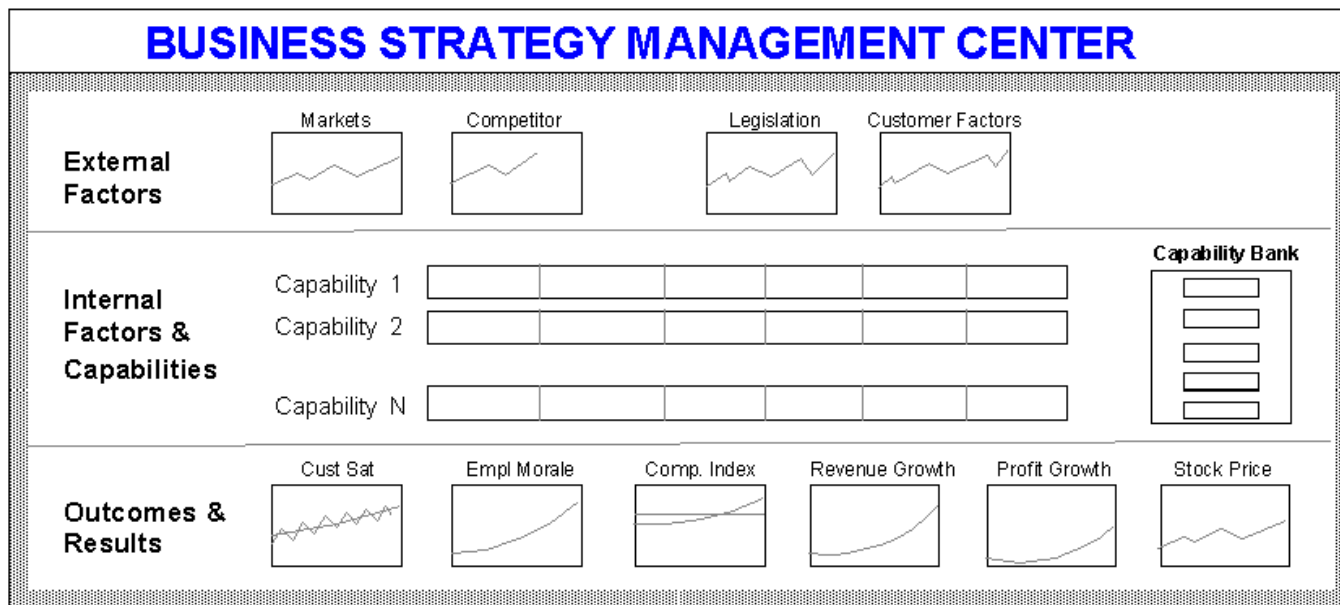 BUSINESS STRATEGY MANAGEMENT CENTER
Markets
Competitor
Legislation
Customer Factors
External
Factors
Capability Bank
Internal
Factors &
Capabilities
Capability 1
Capability 2
Capability N
Cust Sat
Empl Morale
Comp. Index
Revenue Growth
Profit Growth
Stock Price
Outcomes &
Results